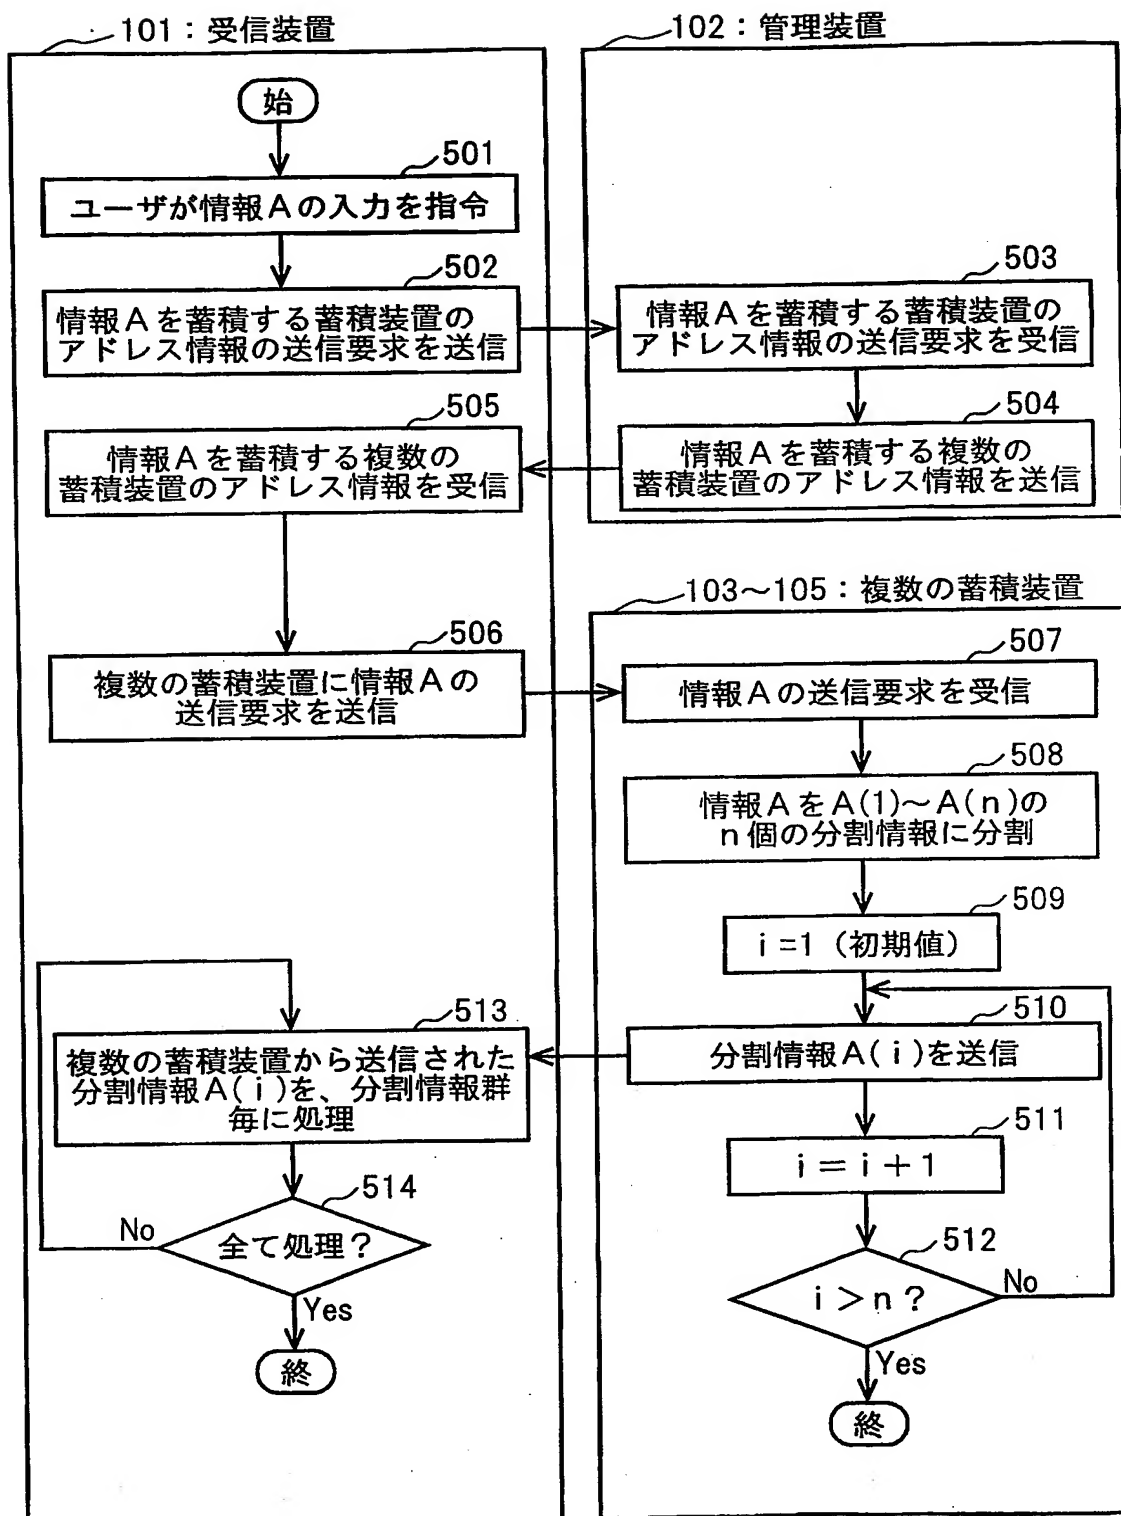 101：受信装置
始
501
ユーザが情報Aの入力を指令
502
情報Aを蓄積する蓄積装置の
アドレス情報の送信要求を送信
505
情報Aを蓄積する複数の
蓄積装置のアドレス情報を受信
506
複数の蓄積装置に情報Aの
送信要求を送信
513
複数の蓄積装置から送信された
分割情報A(i)を、分割情報群
毎に処理
514
全て処理？
No
Yes
終
102：管理装置
503
情報Aを蓄積する蓄積装置の
アドレス情報の送信要求を受信
504
情報Aを蓄積する複数の
蓄積装置のアドレス情報を送信
103～105：複数の蓄積装置
507
情報Aの送信要求を受信
508
情報AをA(1)～A(n)の
n個の分割情報に分割
509
i=1（初期値）
510
分割情報A(i)を送信
511
i＝i＋1
512
i＞n？
No
Yes
終